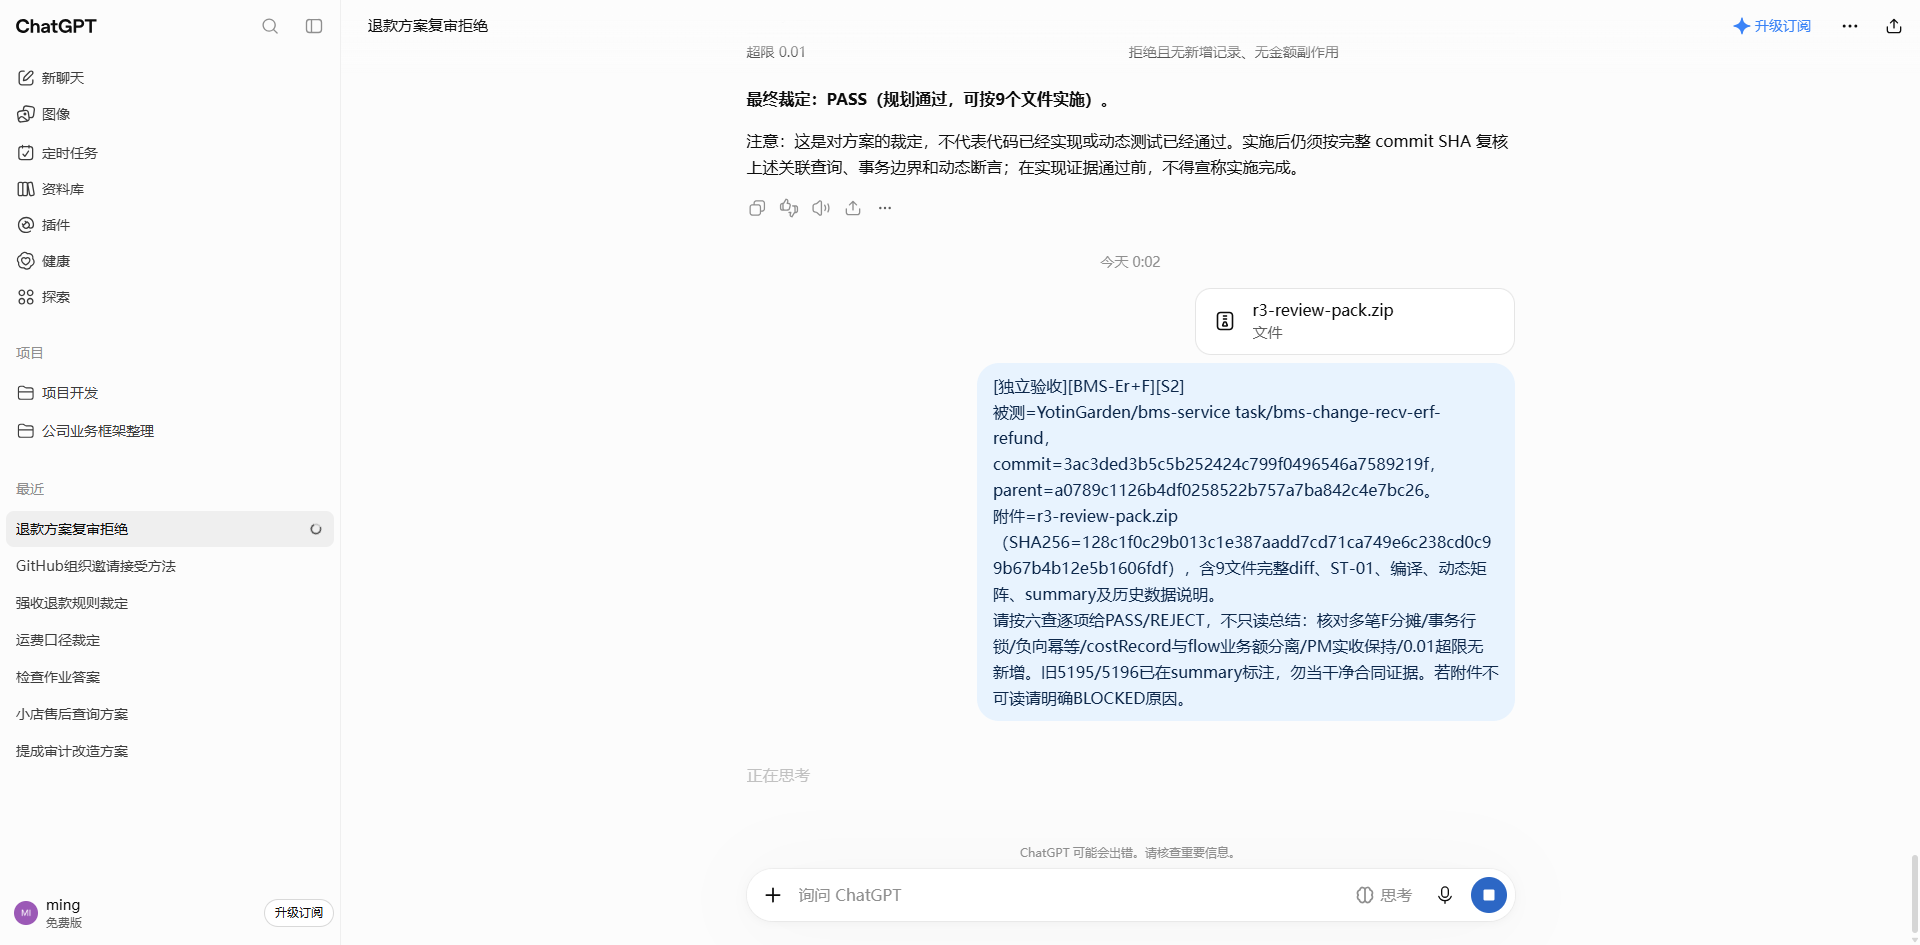 ChatGPT
新聊天
图像
定时任务
资料库
插件
健康
探索
项目
项目开发
公司业务框架整理
最近
退款方案复审拒绝
GitHub组织邀请接受方法
强收退款规则裁定
运费口径裁定
检查作业答案
小店售后查询方案
提成审计改造方案
MI
ming
免费版
升级订阅
退款方案复审拒绝
升级订阅
超限 0.01
拒绝且无新增记录、无金额副作用
最终裁定：PASS（规划通过，可按9个文件实施）。
注意：这是对方案的裁定，不代表代码已经实现或动态测试已经通过。实施后仍须按完整 commit SHA 复核
上述关联查询、事务边界和动态断言；在实现证据通过前，不得宣称实施完成。
今天 0:02
r3-review-pack.zip
文件
[独立验收][BMS-Er+F][S2]
被测=YotinGarden/bms-service task/bms-change-recv-erf-
refund，
commit=3ac3ded3b5c5b252424c799f0496546a7589219f，
parent=a0789c1126b4df0258522b757a7ba842c4e7bc26。
附件=r3-review-pack.zip
（SHA256=128c1f0c29b013c1e387aadd7cd71ca749e6c238cd0c9
9b67b4b12e5b1606fdf），含9文件完整diff、ST-01、编译、动态矩
阵、summary及历史数据说明。
请按六查逐项给PASS/REJECT，不只读总结：核对多笔F分摊/事务行
锁/负向幂等/costRecord与flow业务额分离/PM实收保持/0.01超限无
新增。旧5195/5196已在summary标注，勿当干净合同证据。若附件不
可读请明确BLOCKED原因。
正在思考
ChatGPT 可能会出错。请核查重要信息。
询问 ChatGPT
思考